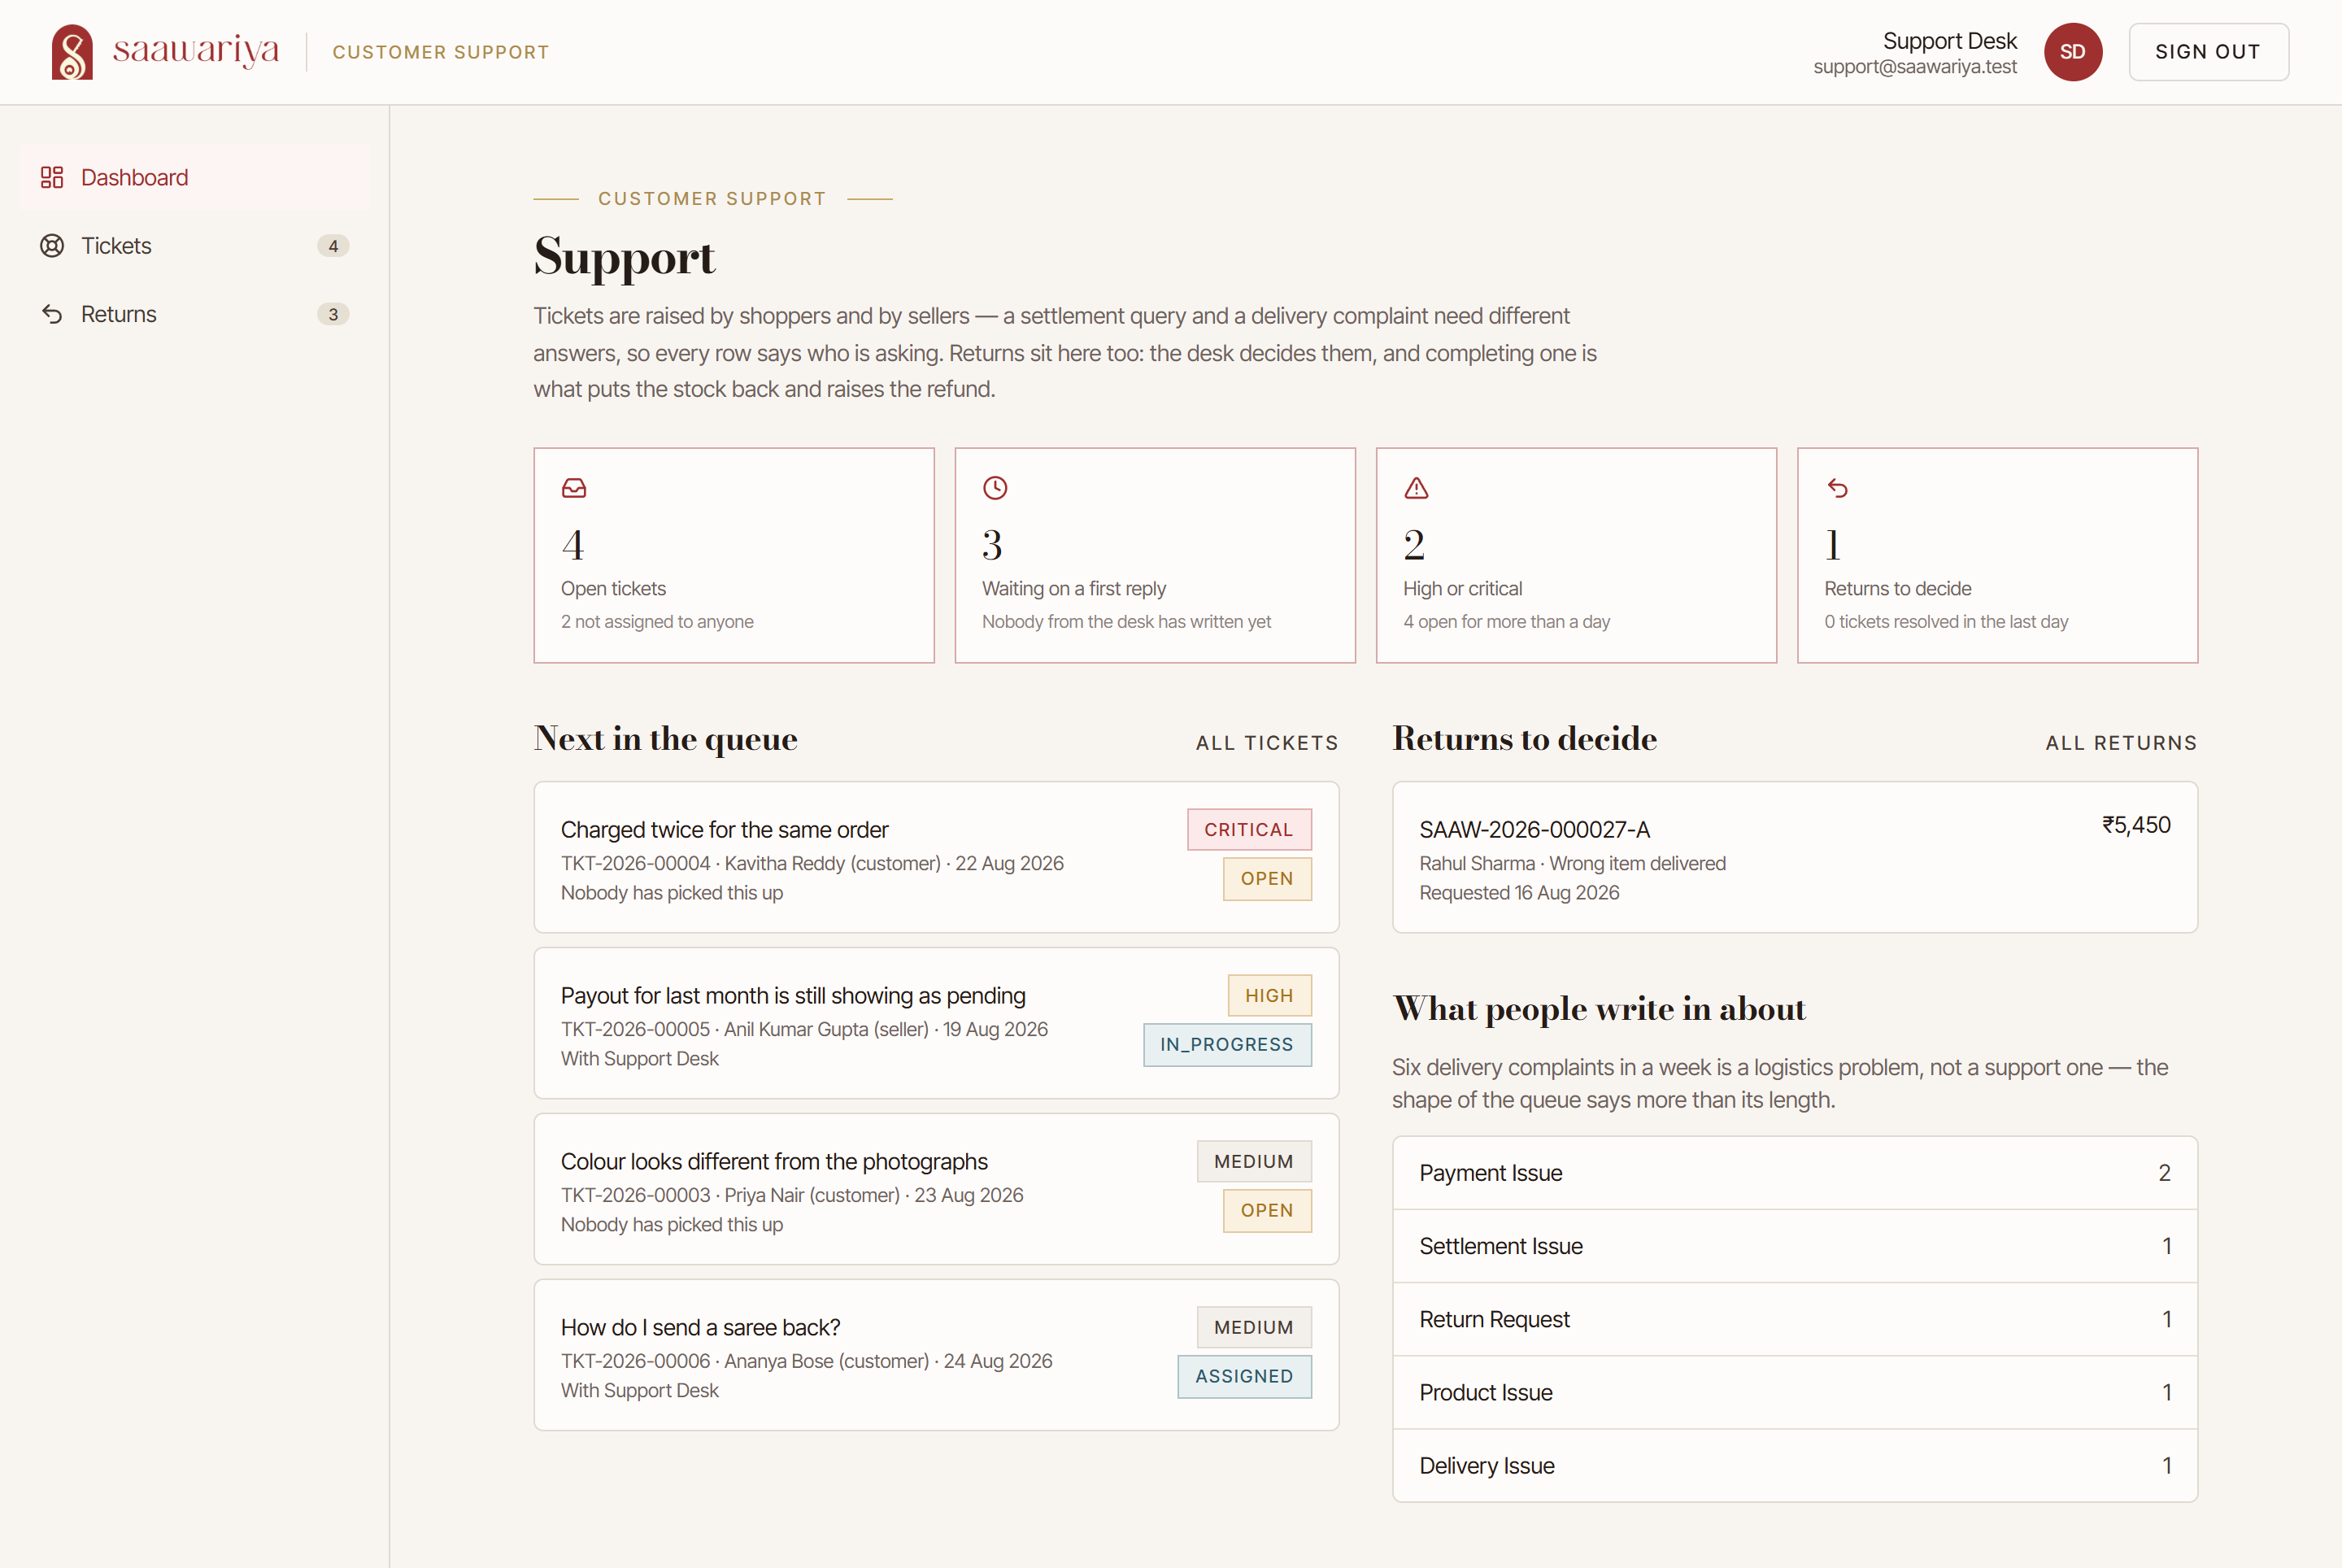 saawariya
CUSTOMER SUPPORT
Support Desk
support@saawariya.test
SD
SIGN OUT
Dashboard
Tickets
4
Returns
3
CUSTOMER SUPPORT
Support
Tickets are raised by shoppers and by sellers — a settlement query and a delivery complaint need different
answers, so every row says who is asking. Returns sit here too: the desk decides them, and completing one is
what puts the stock back and raises the refund.
4
Open tickets
2 not assigned to anyone
3
Waiting on a first reply
Nobody from the desk has written yet
2
High or critical
4 open for more than a day
1
Returns to decide
0 tickets resolved in the last day
Next in the queue
ALL TICKETS
Charged twice for the same order
TKT-2026-00004 · Kavitha Reddy (customer) · 22 Aug 2026
Nobody has picked this up
CRITICAL
OPEN
Payout for last month is still showing as pending
TKT-2026-00005 · Anil Kumar Gupta (seller) · 19 Aug 2026
With Support Desk
HIGH
IN_PROGRESS
Colour looks different from the photographs
TKT-2026-00003 · Priya Nair (customer) · 23 Aug 2026
Nobody has picked this up
MEDIUM
OPEN
How do I send a saree back?
TKT-2026-00006 · Ananya Bose (customer) · 24 Aug 2026
With Support Desk
MEDIUM
ASSIGNED
Returns to decide
ALL RETURNS
SAAW-2026-000027-A
₹5,450
Rahul Sharma · Wrong item delivered
Requested 16 Aug 2026
What people write in about
Six delivery complaints in a week is a logistics problem, not a support one — the
shape of the queue says more than its length.
Payment Issue
2
Settlement Issue
1
Return Request
1
Product Issue
1
Delivery Issue
1